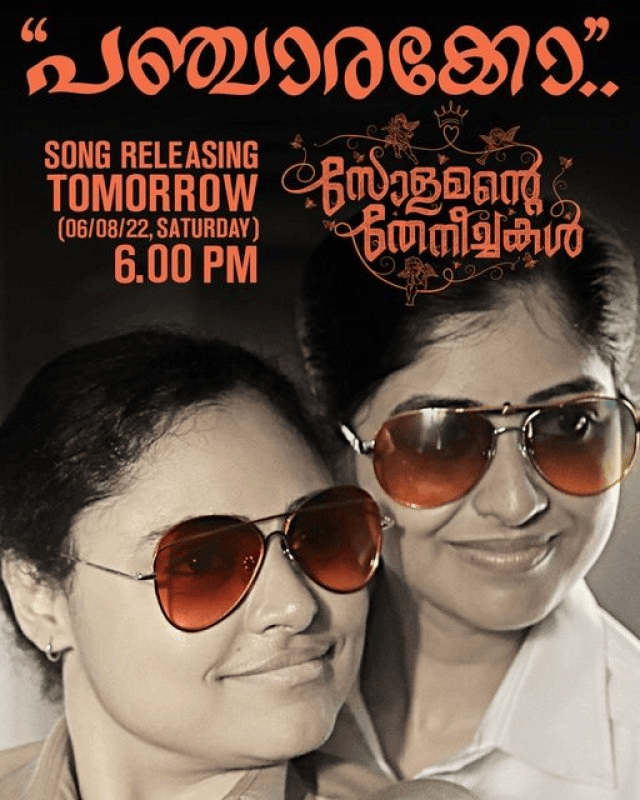 “പഞ്ചാരക്കോ”..
SONG RELEASING
TOMORROW
(06/08/22, SATURDAY)
6.00 PM
സോളമന്റെ
തേനീച്ചകൾ